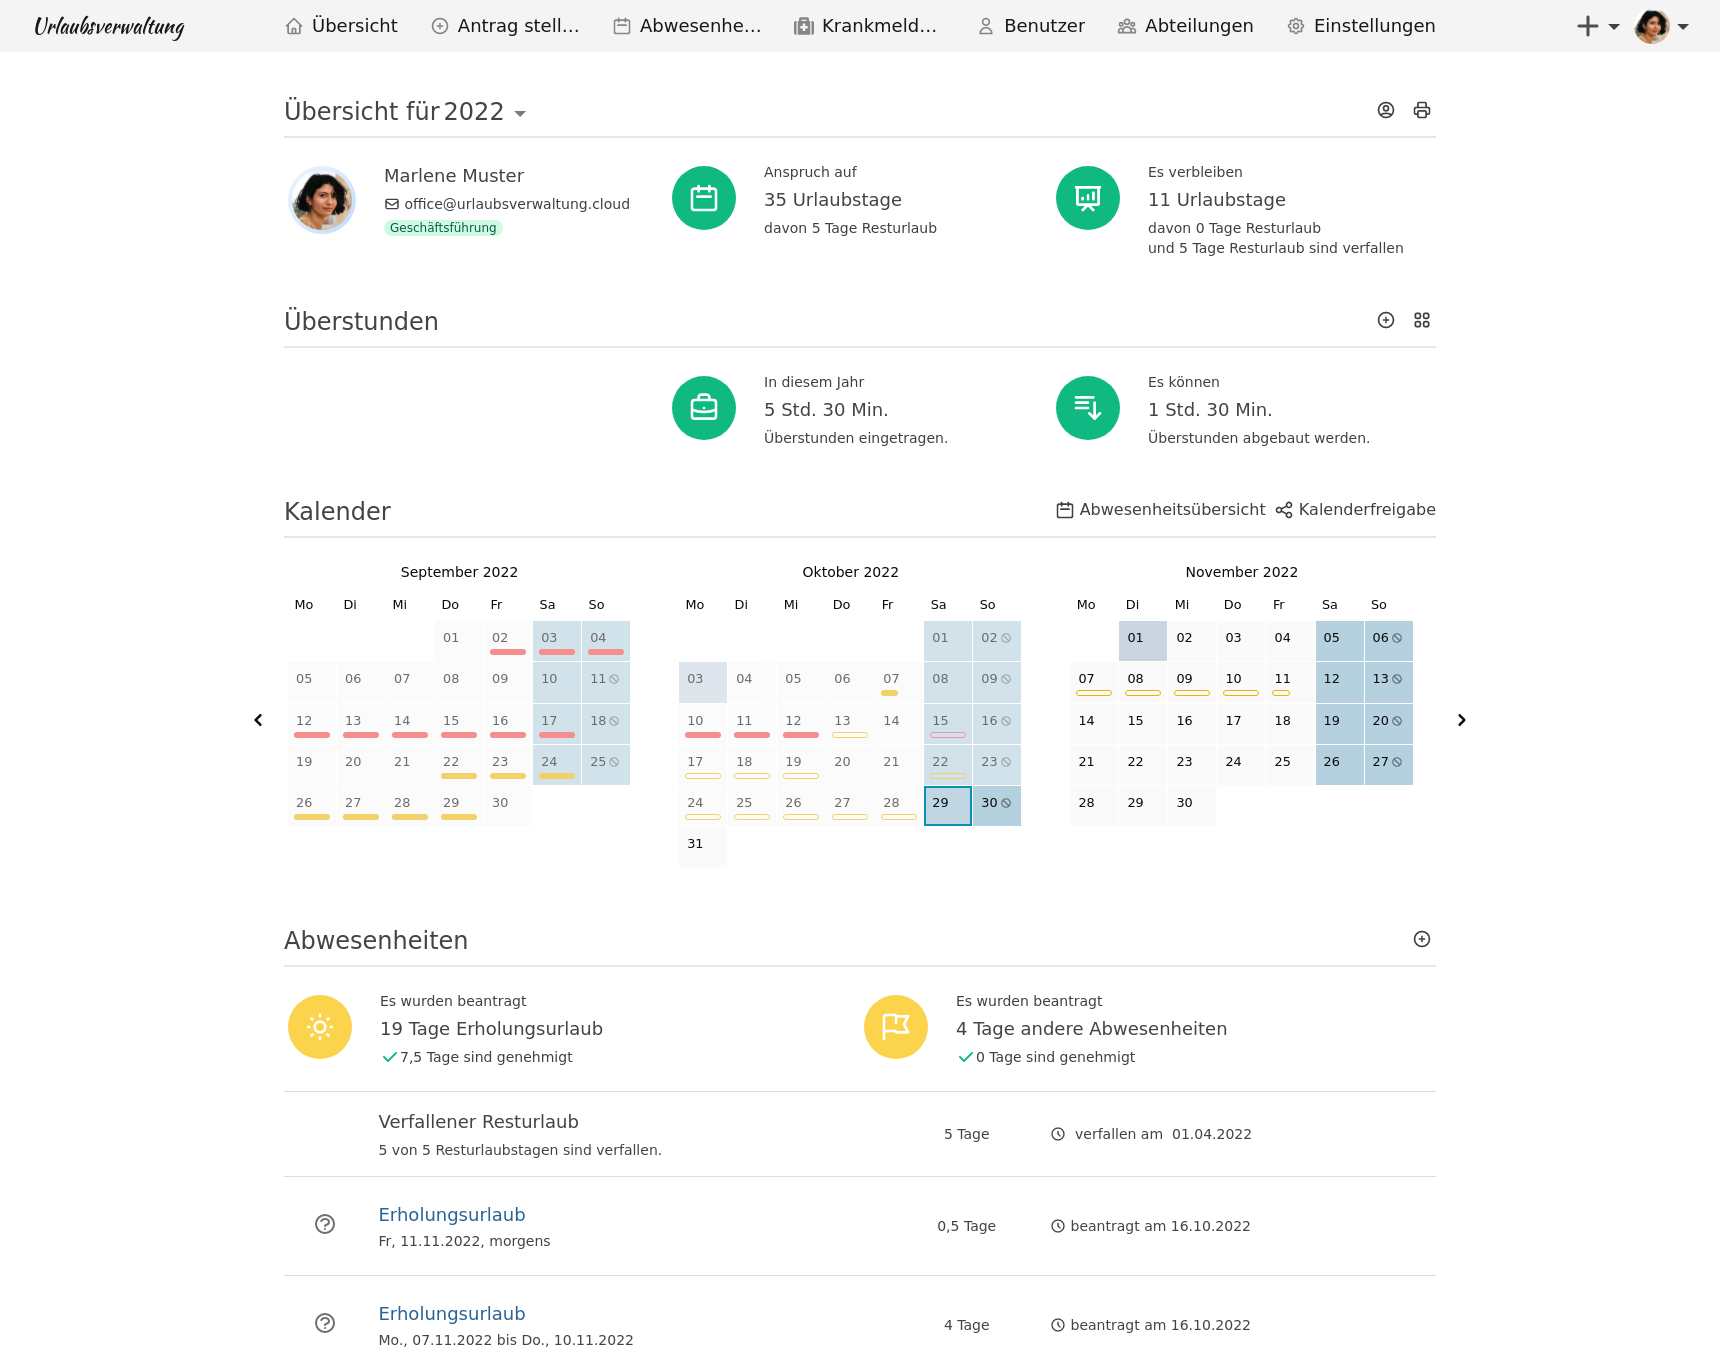 Urlaubsverwaltung Übersicht Antrag stell... Abwesenhe... Krankmeld... Benutzer Abteilungen Einstellungen
Übersicht für 2022
Marlene Muster
office@urlaubsverwaltung.cloud
Geschäftsführung
Anspruch auf
35 Urlaubstage
davon 5 Tage Resturlaub
Es verbleiben
11 Urlaubstage
davon 0 Tage Resturlaub
und 5 Tage Resturlaub sind verfallen
Überstunden
In diesem Jahr
5 Std. 30 Min.
Überstunden eingetragen.
Es können
1 Std. 30 Min.
Überstunden abgebaut werden.
Kalender Abwesenheitsübersicht Kalenderfreigabe
September 2022
Mo Di Mi Do Fr Sa So
01 02 03 04
05 06 07 08 09 10 11
12 13 14 15 16 17 18
19 20 21 22 23 24 25
26 27 28 29 30
Oktober 2022
Mo Di Mi Do Fr Sa So
01 02
03 04 05 06 07 08 09
10 11 12 13 14 15 16
17 18 19 20 21 22 23
24 25 26 27 28 29 30
31
November 2022
Mo Di Mi Do Fr Sa So
01 02 03 04 05 06
07 08 09 10 11 12 13
14 15 16 17 18 19 20
21 22 23 24 25 26 27
28 29 30
Abwesenheiten
Es wurden beantragt
19 Tage Erholungsurlaub
7,5 Tage sind genehmigt
Es wurden beantragt
4 Tage andere Abwesenheiten
0 Tage sind genehmigt
Verfallener Resturlaub
5 von 5 Resturlaubstagen sind verfallen.
5 Tage
verfallen am 01.04.2022
Erholungsurlaub
Fr, 11.11.2022, morgens
0,5 Tage
beantragt am 16.10.2022
Erholungsurlaub
Mo., 07.11.2022 bis Do., 10.11.2022
4 Tage
beantragt am 16.10.2022